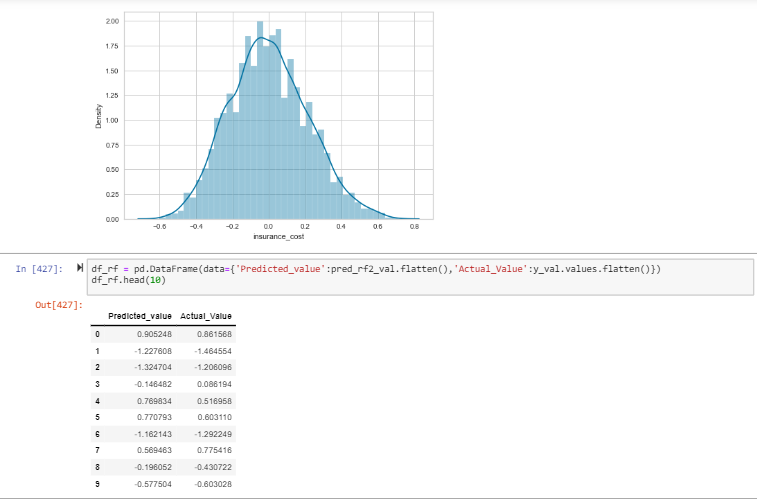 2.00
1.75
1.50
1.25
1.00
0.75
0.50
0.25
0.00
Density
-0.6 -0.4 -0.2 0.0 0.2 0.4 0.6 0.8
insurance_cost
In [427]: df_rf = pd.DataFrame(data={'Predicted_value':pred_rf2_val.flatten(),'Actual_Value':y_val.values.flatten()})
df_rf.head(10)
Out[427]:
Predicted_value Actual_Value
0 0.905248 0.861568
1 -1.227608 -1.464554
2 -1.324704 -1.206096
3 -0.146482 0.086194
4 0.769834 0.516958
5 0.770793 0.603110
6 -1.162143 -1.292249
7 0.569463 0.775416
8 -0.196052 -0.430722
9 -0.577504 -0.603028